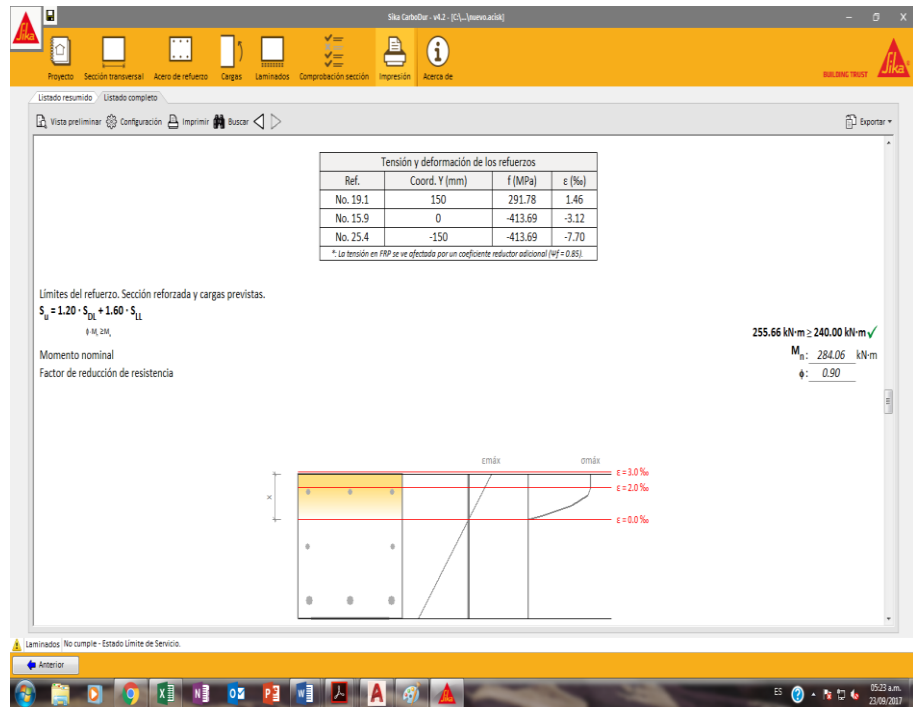 Sika CarboDur - v4.2 - [C:\...\nuevo.acisk]
Sika
Proyecto Sección transversal Acero de refuerzo Cargas Laminados Comprobación sección Impresión Acerca de
BUILDING TRUST Sika
Listado resumido Listado completo
Vista preliminar Configuración Imprimir Buscar Exportar
Tensión y deformación de los refuerzos
Ref. Coord. Y (mm) f (MPa) ε (‰)
No. 19.1 150 291.78 1.46
No. 15.9 0 -413.69 -3.12
No. 25.4 -150 -413.69 -7.70
*: La tensión en FRP se ve afectada por un coeficiente reductor adicional (Ψf = 0.85).
Límites del refuerzo. Sección reforzada y cargas previstas.
Su = 1.20 · SDL + 1.60 · SLL
ϕ·Mn ≥Mu 255.66 kN·m ≥ 240.00 kN·m ✓
Momento nominal Mn : 284.06 kN·m
Factor de reducción de resistencia ϕ : 0.90
εmáx σmáx
ε = 3.0 ‰
ε = 2.0 ‰
x
ε = 0.0 ‰
Laminados No cumple - Estado Límite de Servicio.
Anterior
ES 05:23 a.m.
23/09/2017